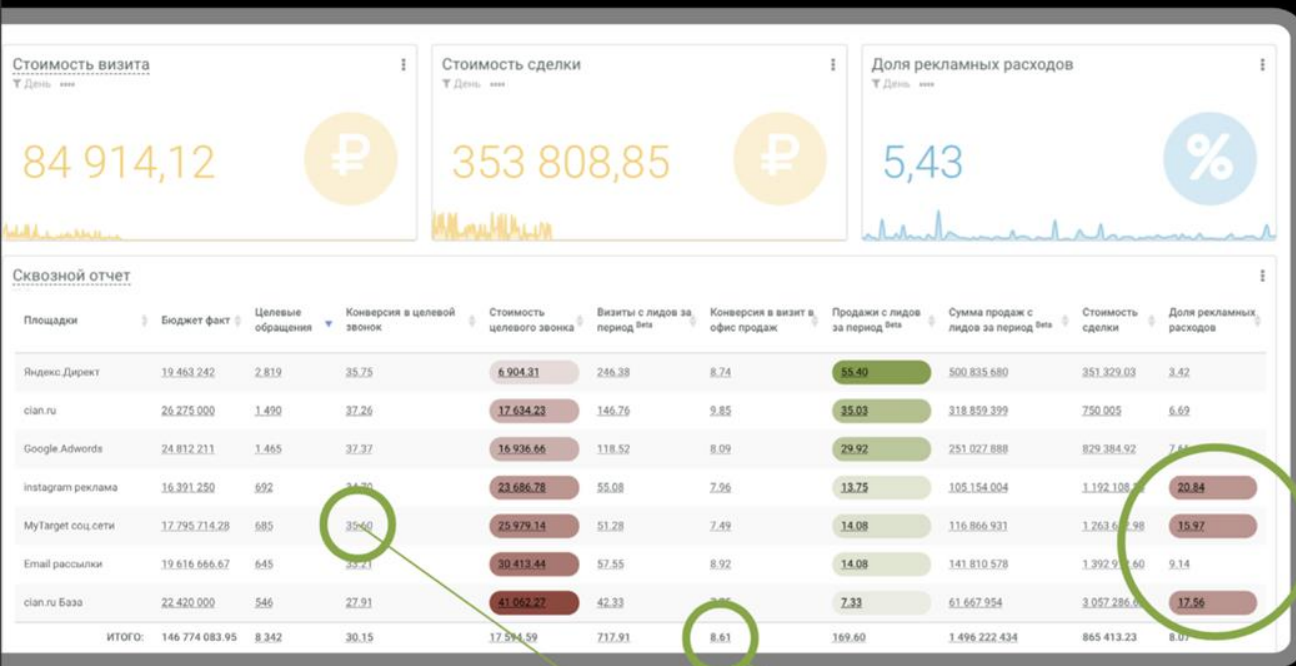 Стоимость визита
День
84 914,12
₽
Стоимость сделки
День
353 808,85
₽
Доля рекламных расходов
День
5,43
%
Сквозной отчет
Площадки Бюджет факт Целевые обращения Конверсия в целевой звонок Стоимость целевого звонка Визиты с лидов за период Beta Конверсия в визит в офис продаж Продажи с лидов за период Beta Сумма продаж с лидов за период Beta Стоимость сделки Доля рекламных расходов
Яндекс.Директ 19 463 242 2 819 35.75 6 904.31 246.38 8.74 55.40 500 835 680 351 329.03 3.42
cian.ru 26 275 000 1 490 37.26 17 634.23 146.76 9.85 35.03 318 859 399 750 005 6.69
Google.Adwords 24 812 211 1 465 37.37 16 936.66 118.52 8.09 29.92 251 027 888 829 384.92
instagram реклама 16 391 250 692 23 686.78 55.08 7.96 13.75 105 154 004 20.84
MyTarget соц.сети 17 795 714.28 685 35.60 25 979.14 51.28 7.49 14.08 116 866 931 15.97
Email рассылки 19 616 666.67 645 30 413.44 57.55 8.92 14.08 141 810 578 9.14
cian.ru База 22 420 000 546 27.91 41 062.27 42.33 7.33 61 667 954 17.56
ИТОГО: 146 774 083.95 8 342 30.15 717.91 8.61 169.60 1 496 222 434 865 413.23